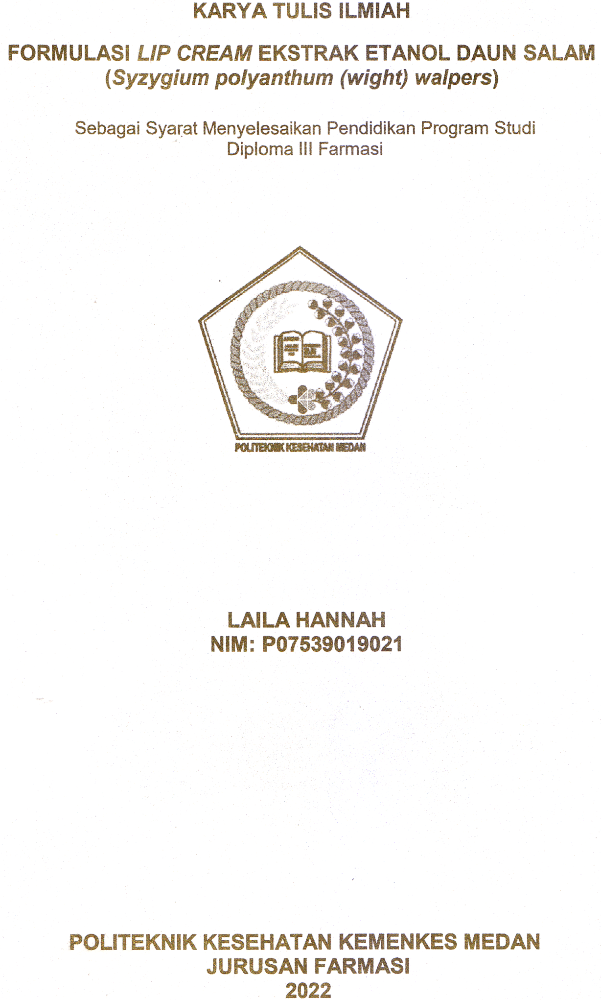 KARYA TULIS ILMIAH
FORMULASI LIP CREAM EKSTRAK ETANOL DAUN SALAM
(Syzygium polyanthum (wight) walpers)
Sebagai Syarat Menyelesaikan Pendidikan Program Studi
Diploma III Farmasi
POLITEKNIK KESEHATAN MEDAN
LAILA HANNAH
NIM: P07539019021
POLITEKNIK KESEHATAN KEMENKES MEDAN
JURUSAN FARMASI
2022